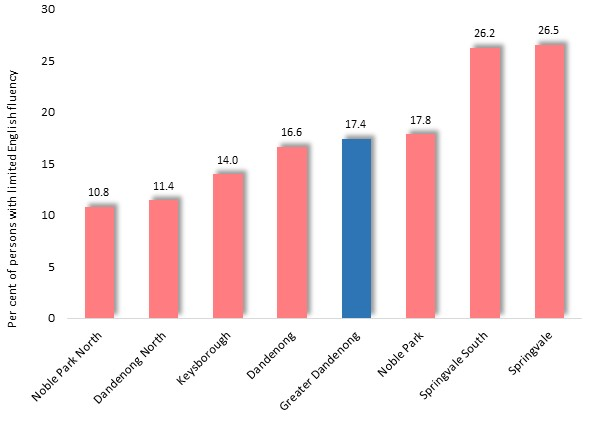 Per cent of persons with limited English fluency
30
25
20
15
10
5
0
10.8
11.4
14.0
16.6
17.4
17.8
26.2
26.5
Noble Park North
Dandenong North
Keysborough
Dandenong
Greater Dandenong
Noble Park
Springvale South
Springvale